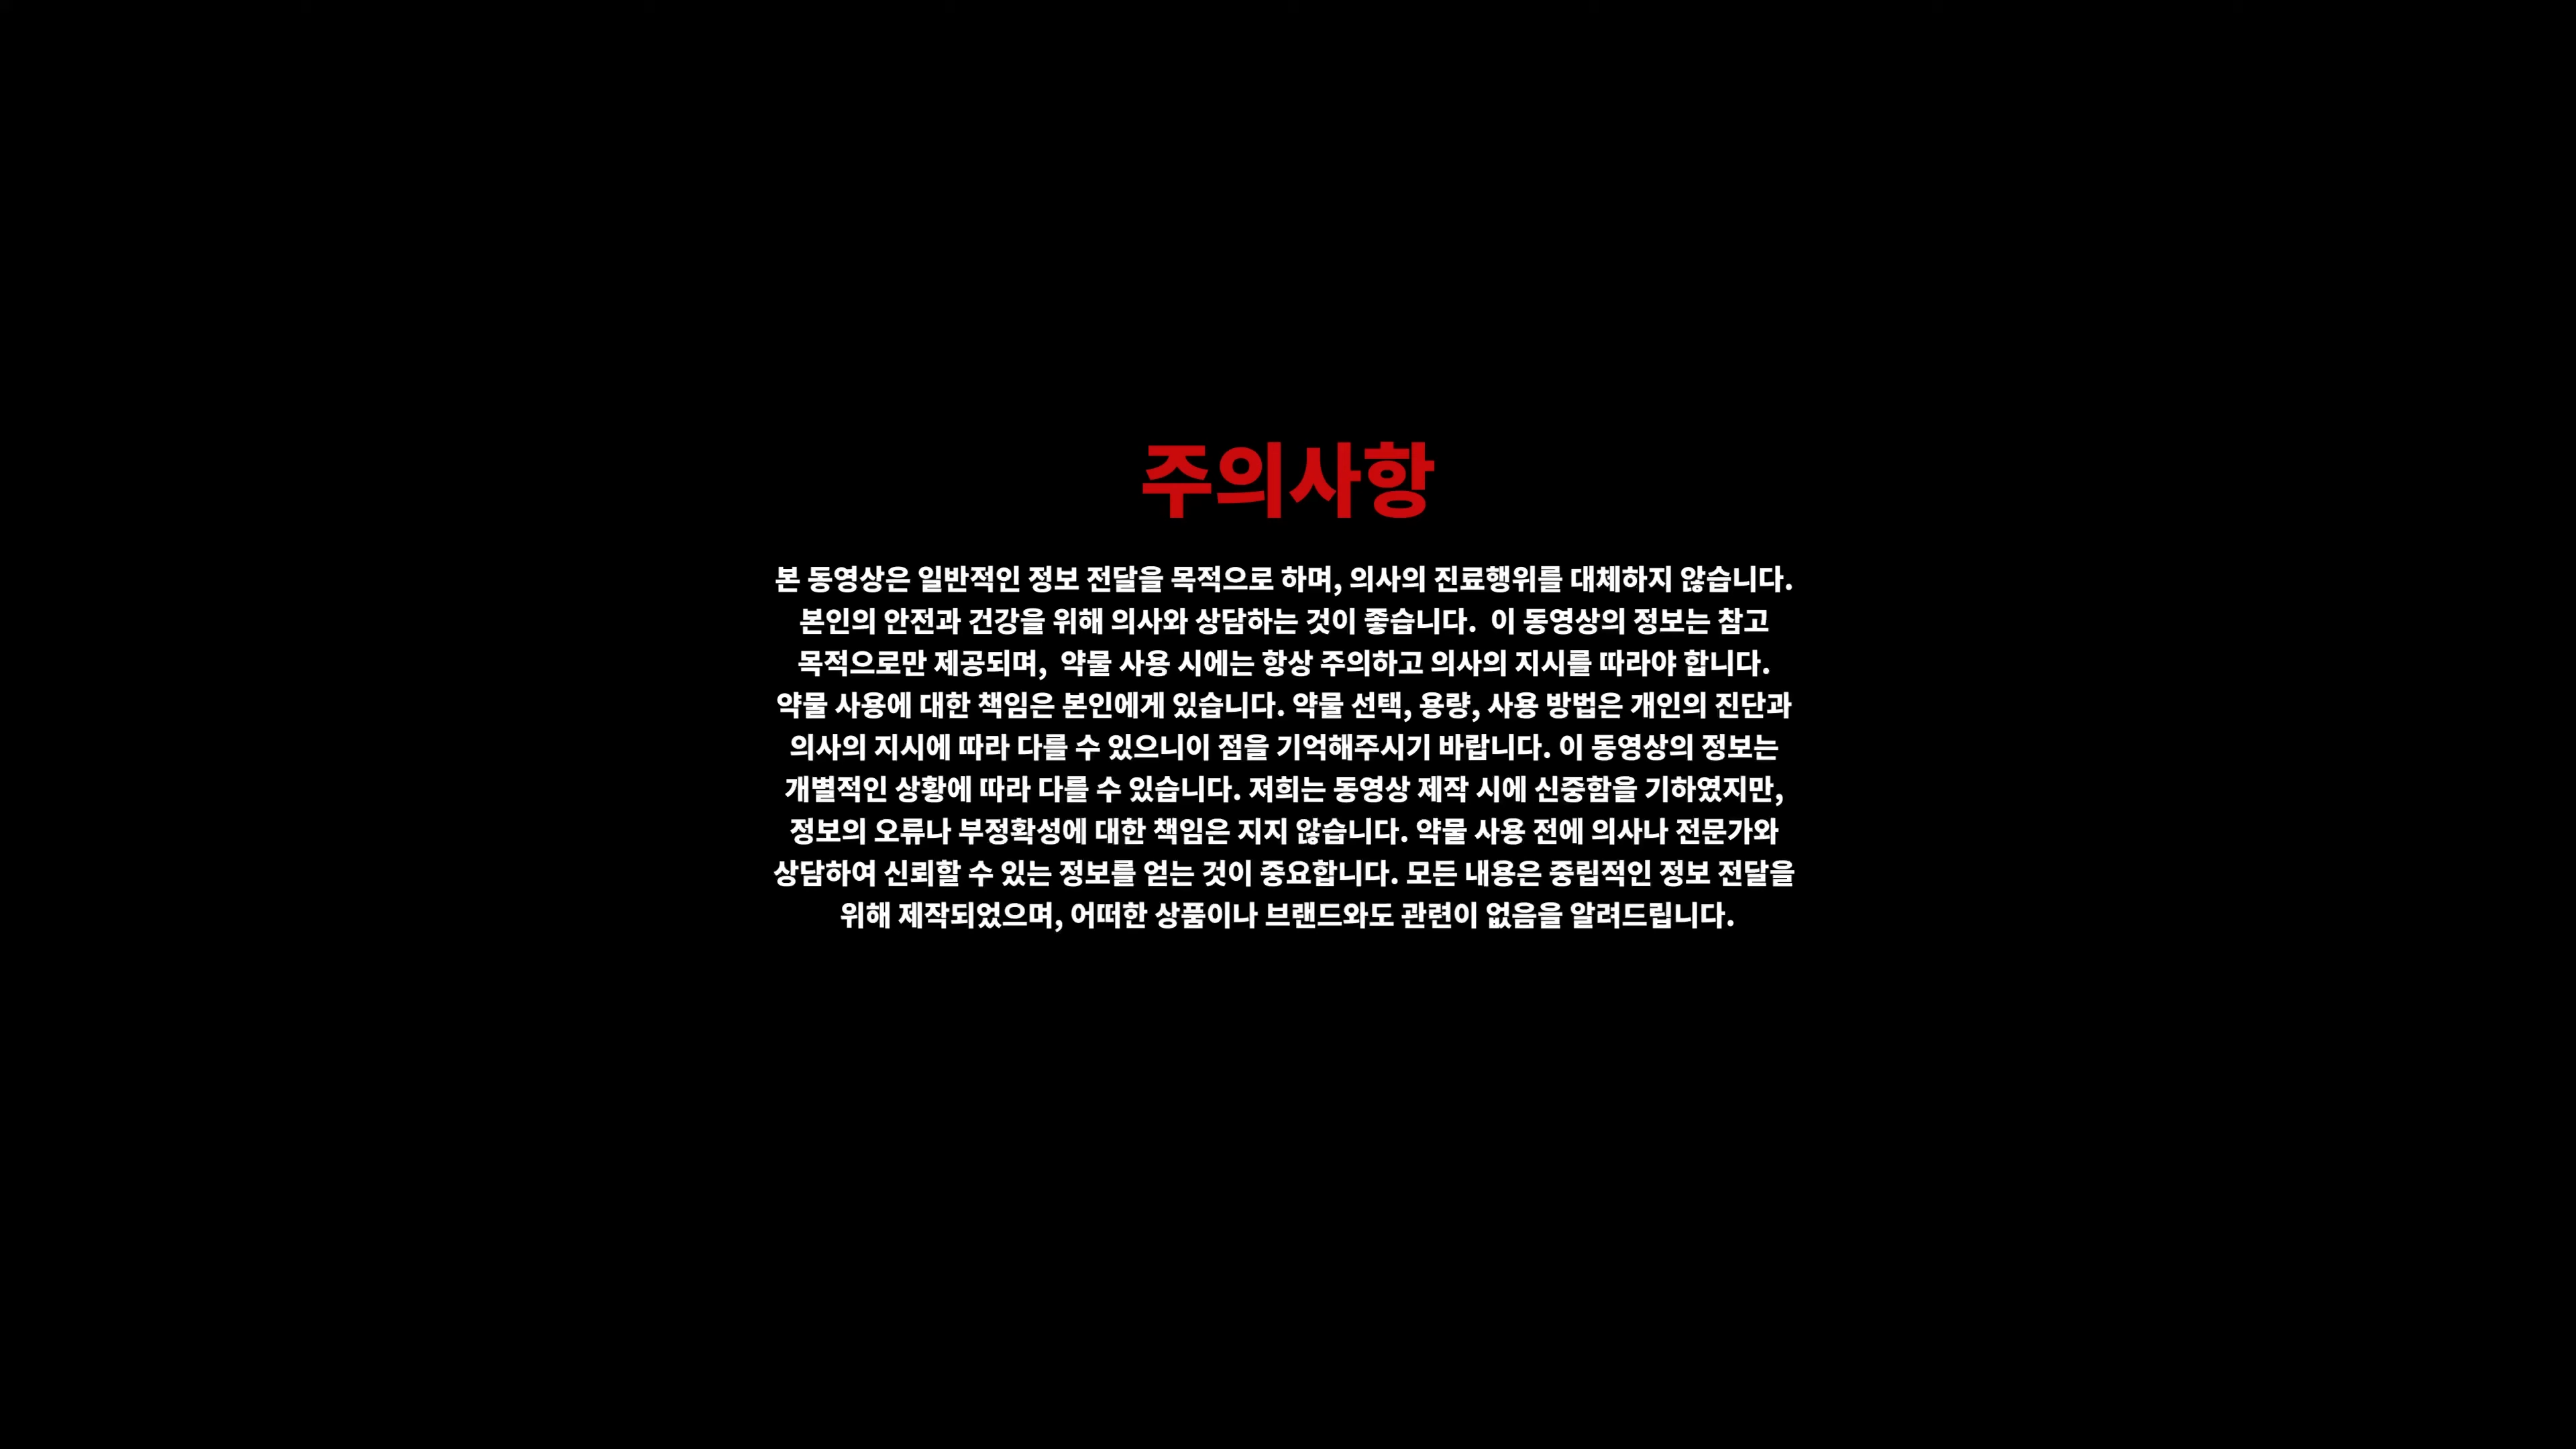 주의사항
본 동영상은 일반적인 정보 전달을 목적으로 하며, 의사의 진료행위를 대체하지 않습니다.
본인의 안전과 건강을 위해 의사와 상담하는 것이 좋습니다.  이 동영상의 정보는 참고
목적으로만 제공되며,  약물 사용 시에는 항상 주의하고 의사의 지시를 따라야 합니다.
약물 사용에 대한 책임은 본인에게 있습니다. 약물 선택, 용량, 사용 방법은 개인의 진단과
의사의 지시에 따라 다를 수 있으니이 점을 기억해주시기 바랍니다. 이 동영상의 정보는
개별적인 상황에 따라 다를 수 있습니다. 저희는 동영상 제작 시에 신중함을 기하였지만,
정보의 오류나 부정확성에 대한 책임은 지지 않습니다. 약물 사용 전에 의사나 전문가와
상담하여 신뢰할 수 있는 정보를 얻는 것이 중요합니다. 모든 내용은 중립적인 정보 전달을
위해 제작되었으며, 어떠한 상품이나 브랜드와도 관련이 없음을 알려드립니다.